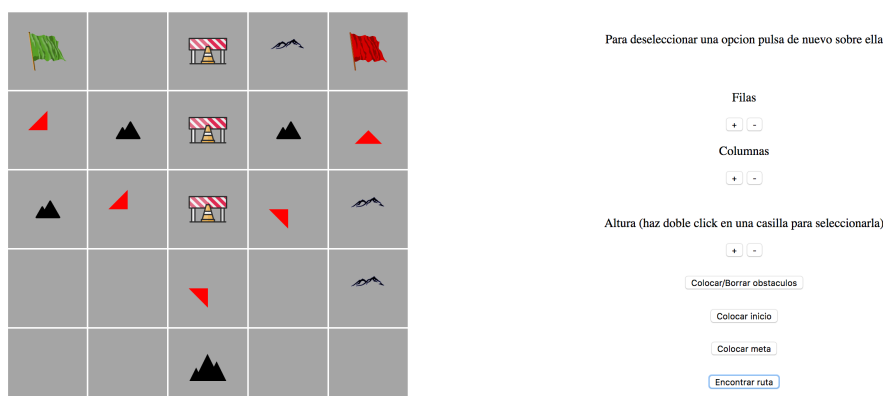 Para deseleccionar una opcion pulsa de nuevo sobre ella
Filas
+ -
Columnas
+ -
Altura (haz doble click en una casilla para seleccionarla)
+ -
Colocar/Borrar obstaculos
Colocar inicio
Colocar meta
Encontrar ruta